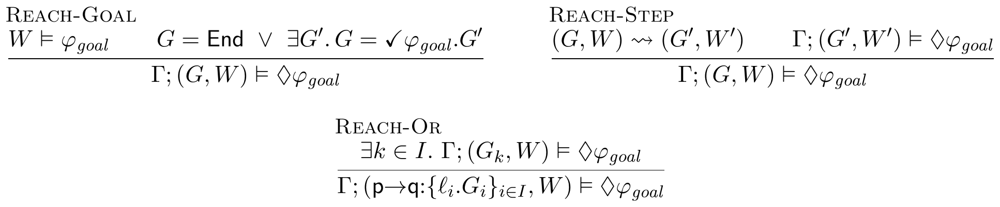 REACH-GOAL
W ⊨ φ_goal    G = End ∨ ∃G′. G = ✓φ_goal.G′
Γ; (G, W) ⊨ ◊φ_goal
REACH-STEP
(G, W) ⇝ (G′, W′)    Γ; (G′, W′) ⊨ ◊φ_goal
Γ; (G, W) ⊨ ◊φ_goal
REACH-OR
∃k ∈ I. Γ; (G_k, W) ⊨ ◊φ_goal
Γ; (p→q:{ℓ_i.G_i}_{i∈I}, W) ⊨ ◊φ_goal